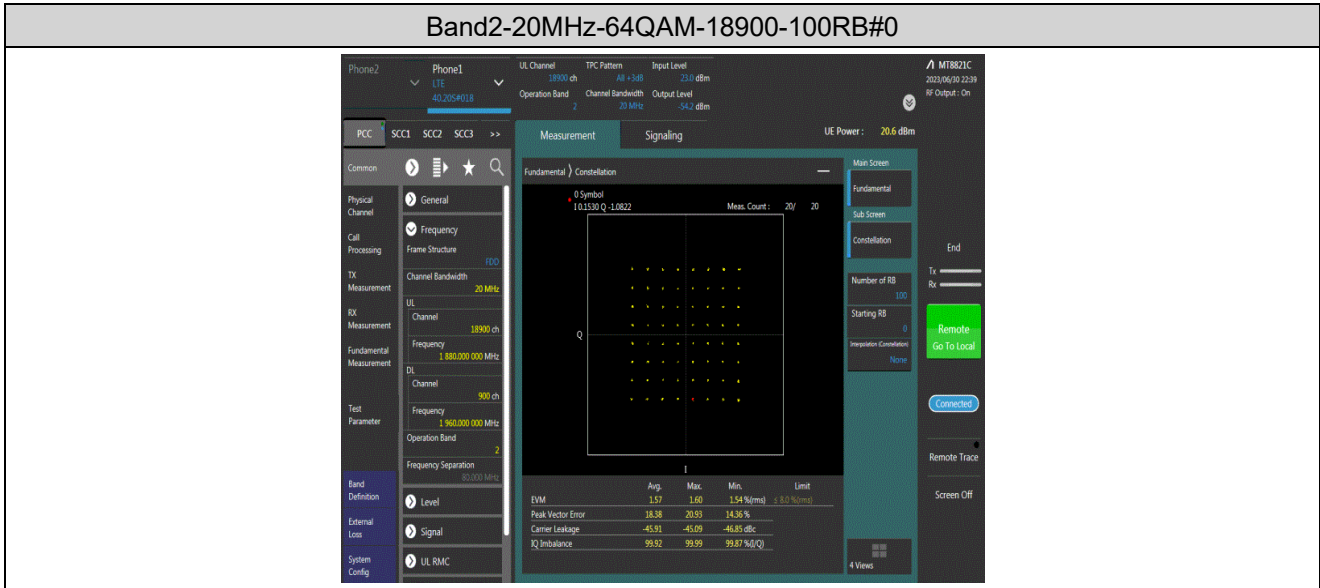 Band2-20MHz-64QAM-18900-100RB#0
Phone2
Phone1
LTE
40.20S#018
UL Channel TPC Pattern Input Level
18900 ch All +3dB 23.0 dBm
Operation Band Channel Bandwidth Output Level
2 20 MHz -54.2 dBm
MT8821C
2023/06/30 22:39
RF Output : On
PCC SCC1 SCC2 SCC3 >>
Measurement Signaling
UE Power : 20.6 dBm
Common
Physical
Channel
Call
Processing
TX
Measurement
RX
Measurement
Fundamental
Measurement
Test
Parameter
Band
Definition
External
Loss
System
Config
General
Frequency
Frame Structure
FDD
Channel Bandwidth
20 MHz
UL
Channel
18900 ch
Frequency
1 880.000 000 MHz
DL
Channel
900 ch
Frequency
1 960.000 000 MHz
Operation Band
2
Frequency Separation
80.000 MHz
Level
Signal
UL RMC
Fundamental 〉 Constellation
0 Symbol
I 0.1530 Q -1.0822 Meas. Count : 20/ 20
Q
I
Avg. Max. Min. Limit
EVM 1.57 1.60 1.54 %(rms) ≤ 8.0 %(rms)
Peak Vector Error 18.38 20.93 14.36 %
Carrier Leakage -45.91 -45.09 -46.85 dBc
IQ Imbalance 99.92 99.99 99.87 %(I/Q)
Main Screen
Fundamental
Sub Screen
Constellation
Number of RB
100
Starting RB
0
Interpolation (Constellation)
None
4 Views
End
Tx
Rx
Remote
Go To Local
Connected
Remote Trace
Screen Off